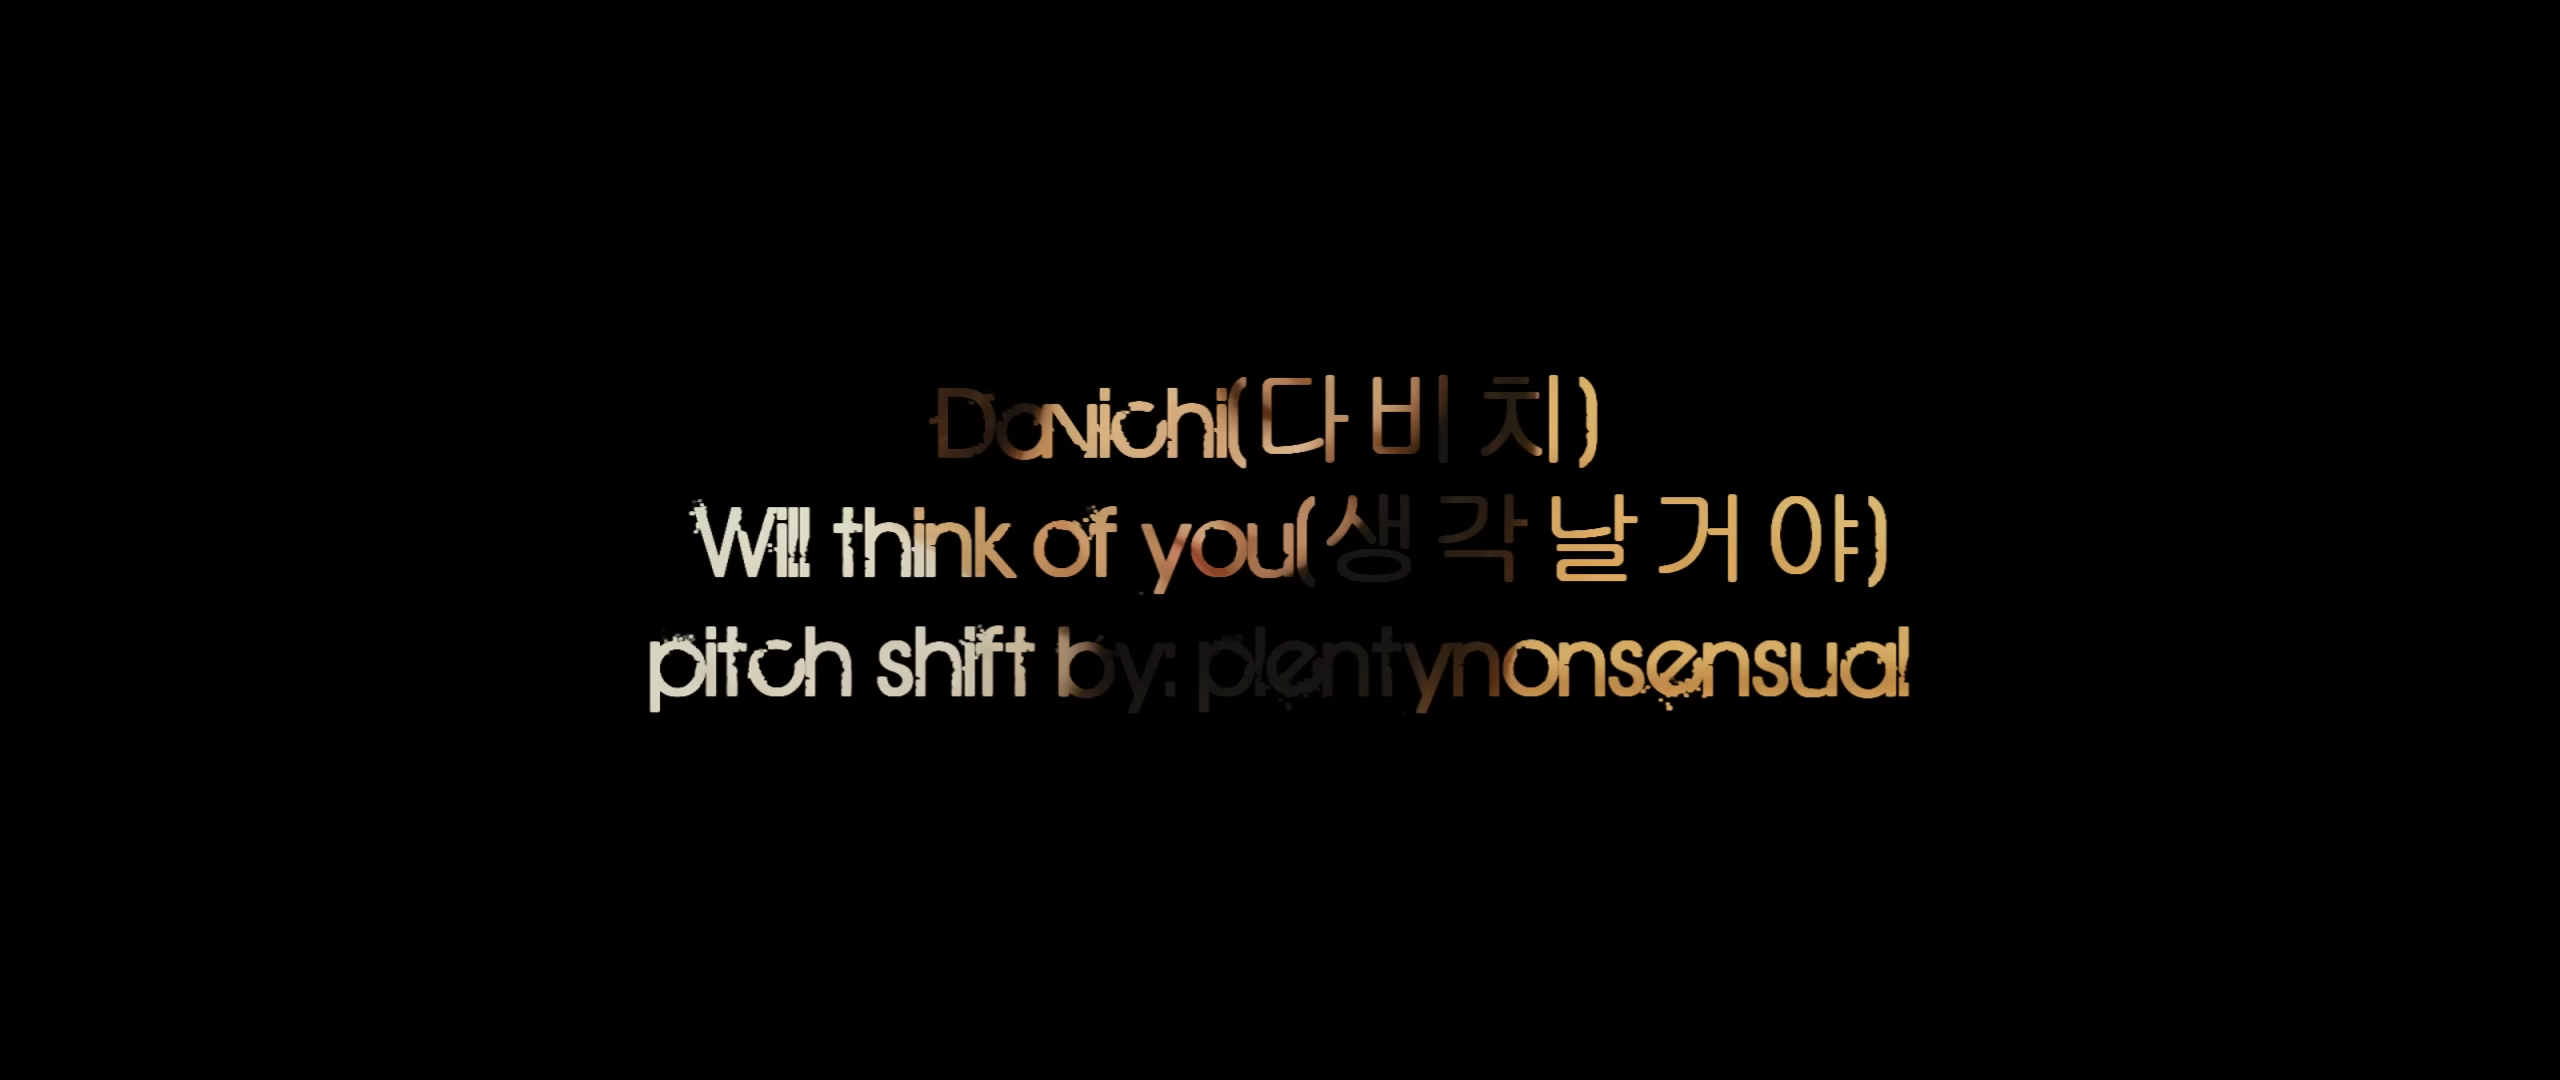 Davichi(다비치)
Will think of you(생각날거야)
pitch shift by: plentynonsensual